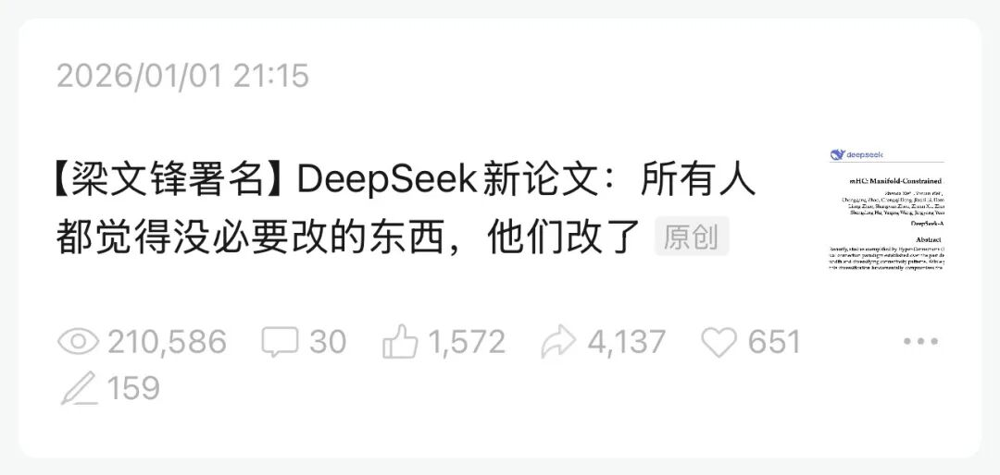 2026/01/01 21:15
【梁文锋署名】DeepSeek新论文：所有人
都觉得没必要改的东西，他们改了 原创
210,586 30 1,572 4,137 651
159
deepseek
mHC: Manifold-Constrained
DeepSeek-A
Abstract